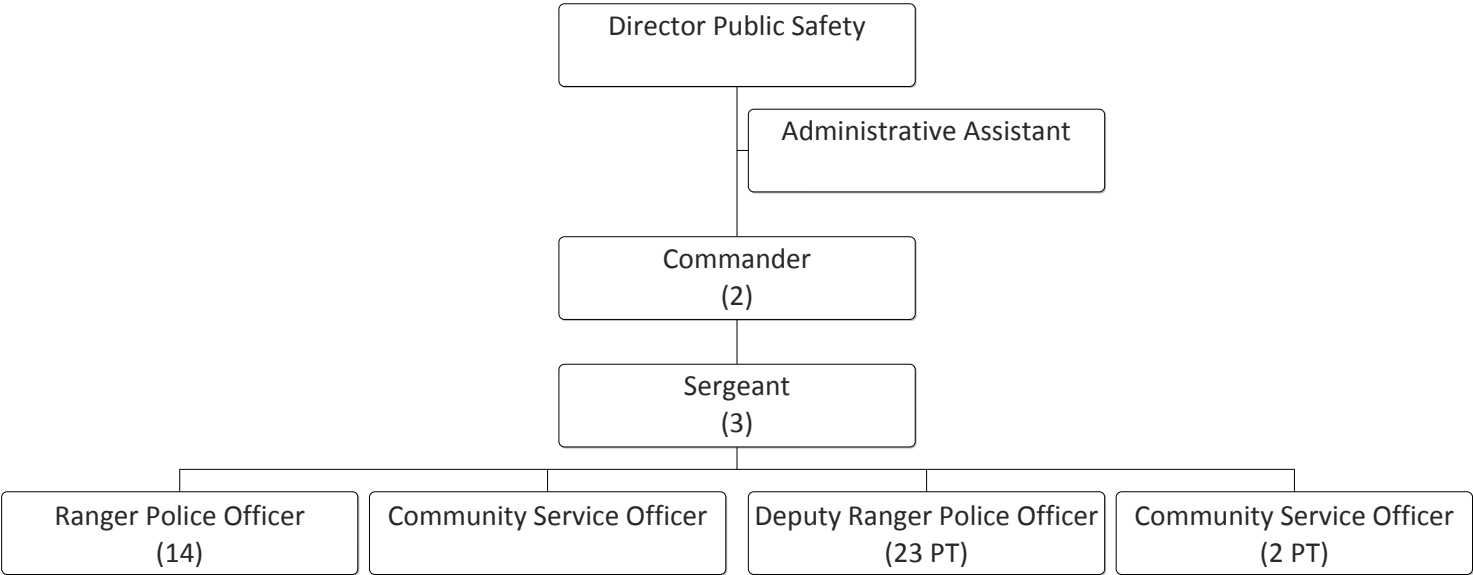 Director Public Safety
Administrative Assistant
Commander
(2)
Sergeant
(3)
Ranger Police Officer
(14)
Community Service Officer
Deputy Ranger Police Officer
(23 PT)
Community Service Officer
(2 PT)